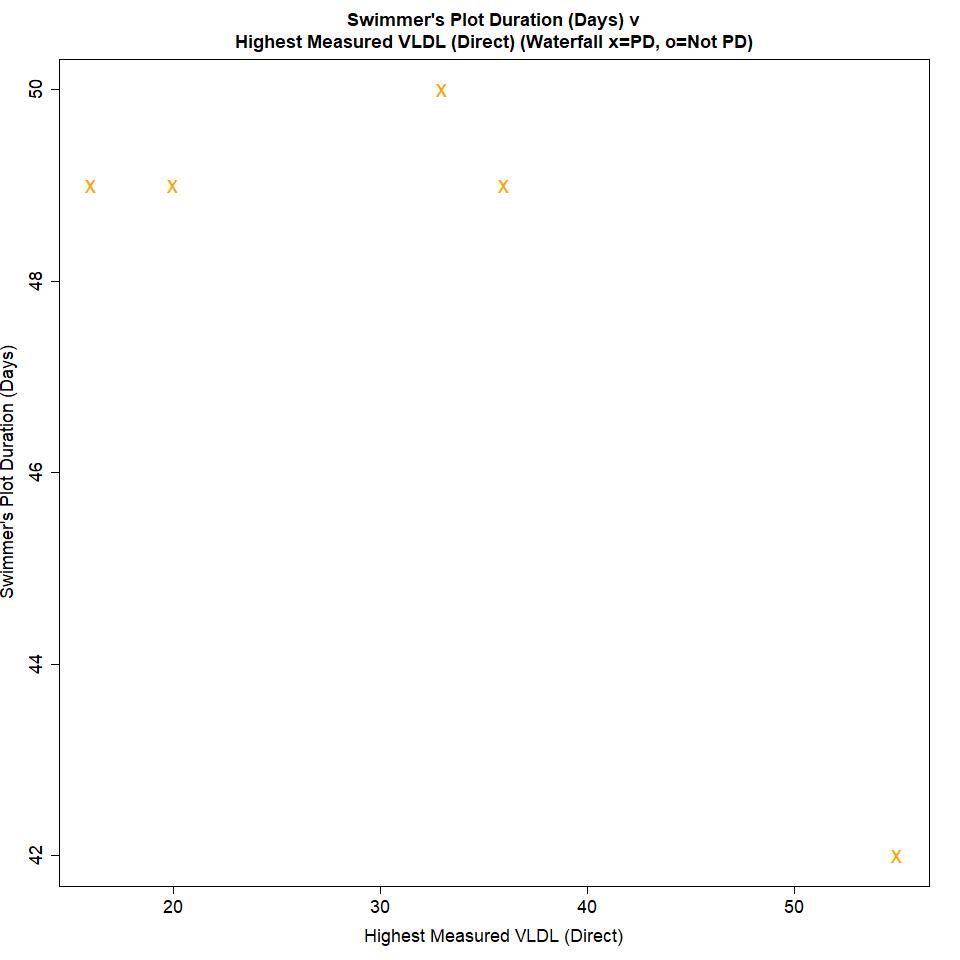 Swimmer's Plot Duration (Days) v
Highest Measured VLDL (Direct) (Waterfall x=PD, o=Not PD)
Swimmer's Plot Duration (Days)
50
48
46
44
42
X
X
X
X
X
20
30
40
50
Highest Measured VLDL (Direct)